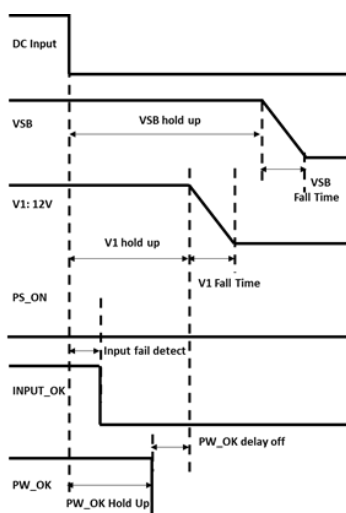 DC Input
VSB hold up
VSB
VSB
Fall Time
V1: 12V
V1 hold up
V1 Fall Time
PS_ON
Input fail detect
INPUT_OK
PW_OK delay off
PW_OK
PW_OK Hold Up